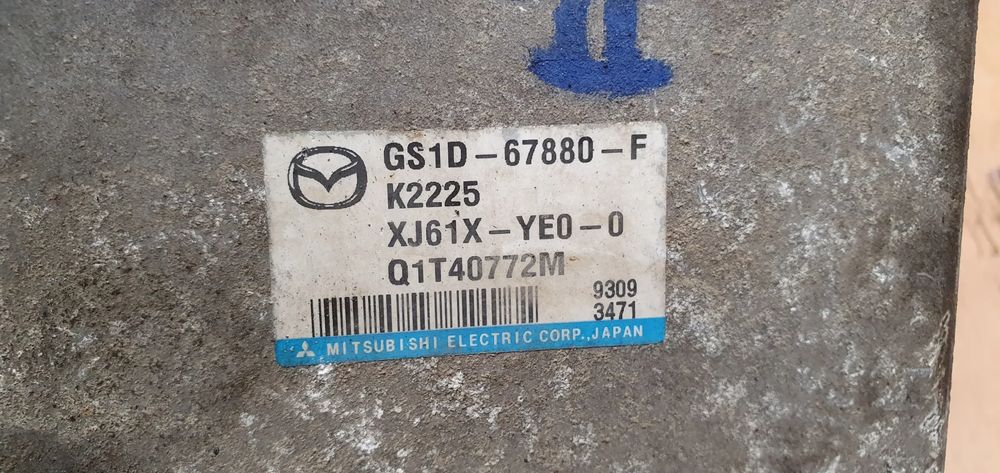 GS1D-67880-F
K2225
XJ61X-YE0-0
Q1T40772M
9309
3471
MITSUBISHI ELECTRIC CORP., JAPAN